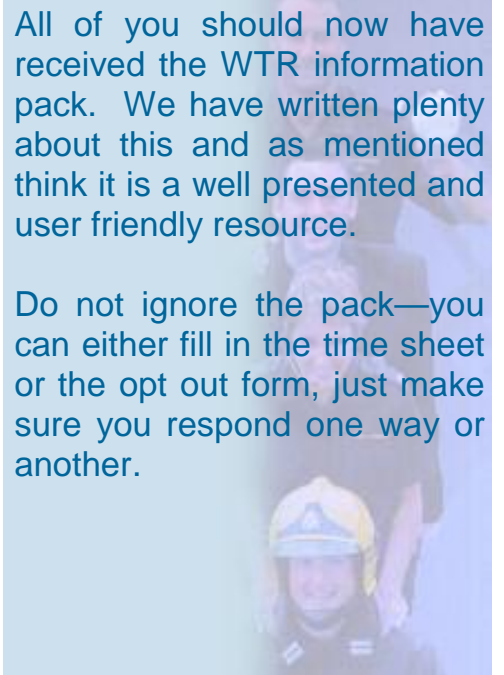 All of you should now have
received the WTR information
pack. We have written plenty
about this and as mentioned
think it is a well presented and
user friendly resource.
Do not ignore the pack—you
can either fill in the time sheet
or the opt out form, just make
sure you respond one way or
another.